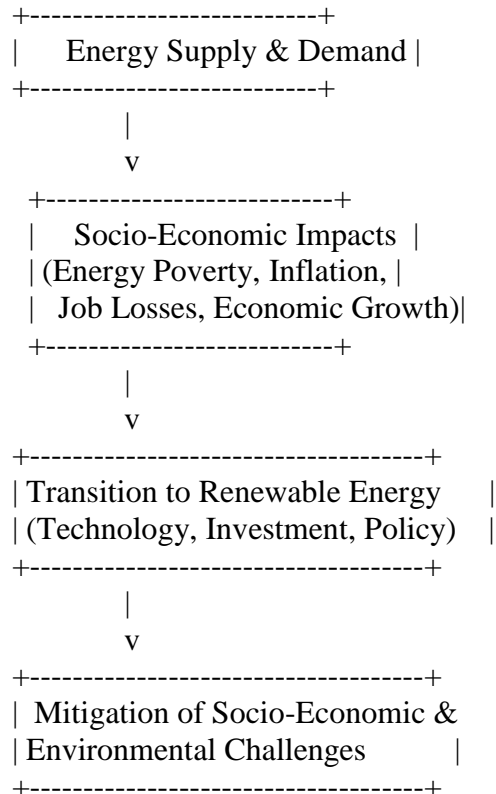 +---------------------------+
|     Energy Supply & Demand |
+---------------------------+
|
v
+---------------------------+
|    Socio-Economic Impacts  |
| (Energy Poverty, Inflation, |
|   Job Losses, Economic Growth)|
+---------------------------+
|
v
+-------------------------------------+
| Transition to Renewable Energy      |
| (Technology, Investment, Policy)    |
+-------------------------------------+
|
v
+-------------------------------------+
|  Mitigation of Socio-Economic &
| Environmental Challenges            |
+-------------------------------------+